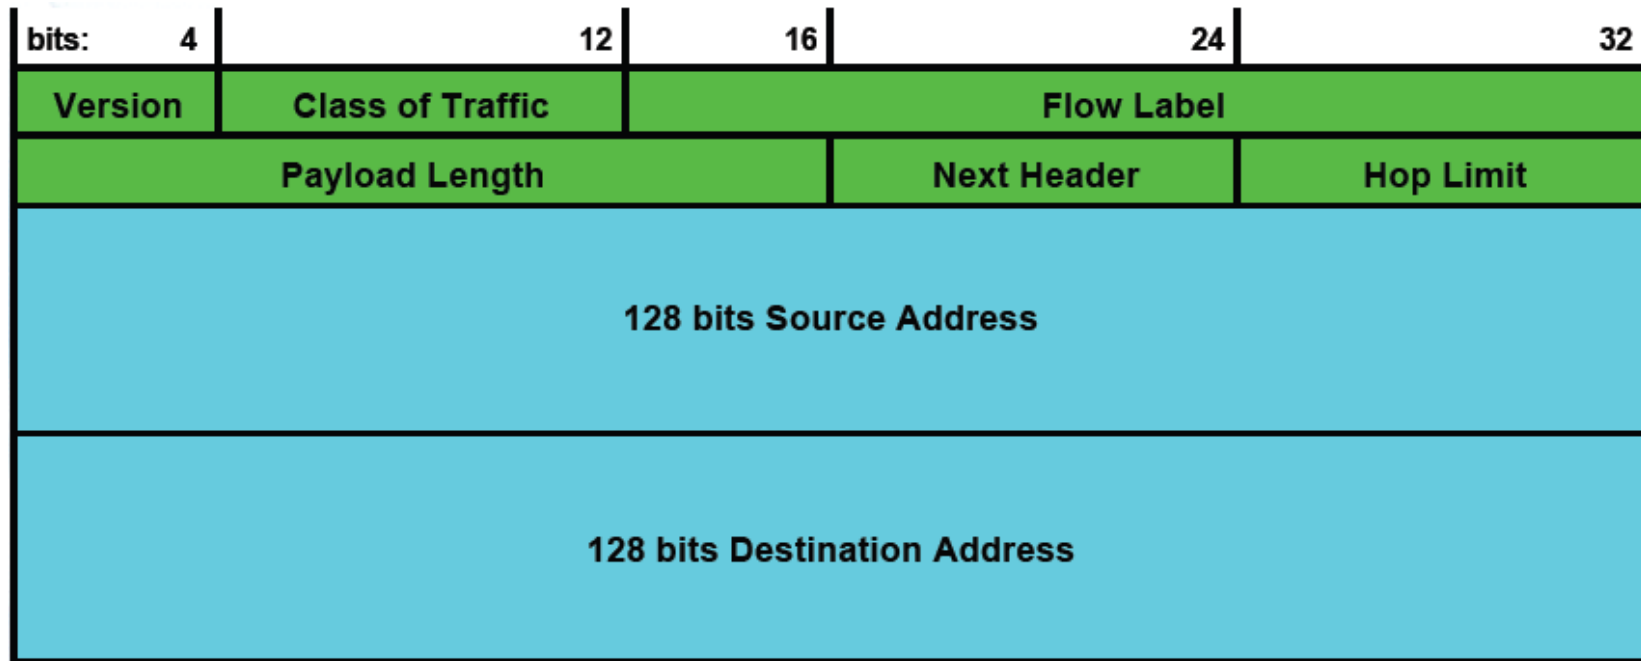 bits: 4 12 16 24 32
Version Class of Traffic Flow Label
Payload Length Next Header Hop Limit
128 bits Source Address
128 bits Destination Address